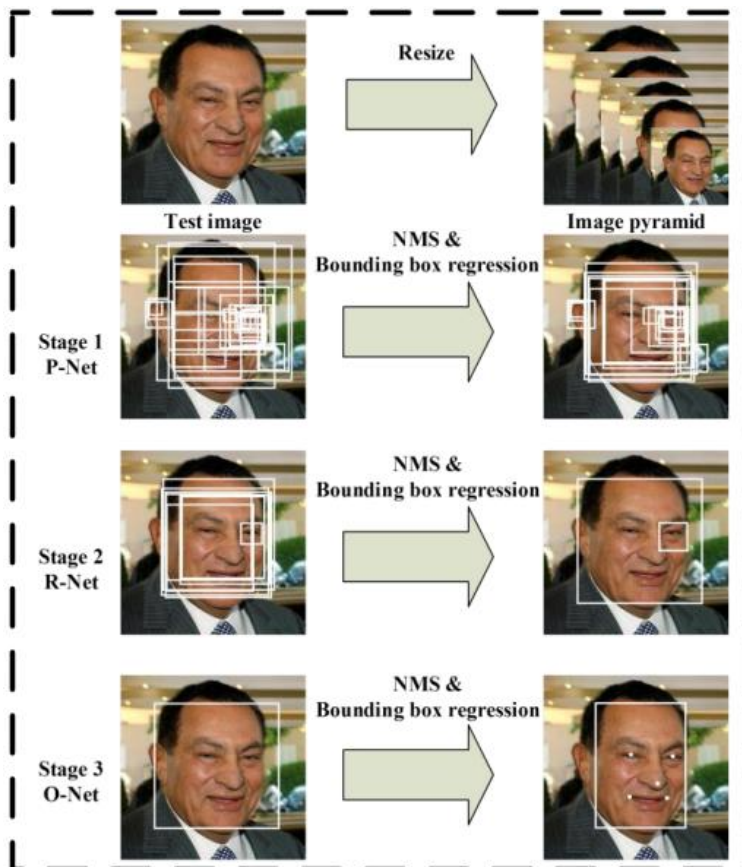 Resize
Test image
Image pyramid
NMS &
Bounding box regression
Stage 1
P-Net
NMS &
Bounding box regression
Stage 2
R-Net
NMS &
Bounding box regression
Stage 3
O-Net